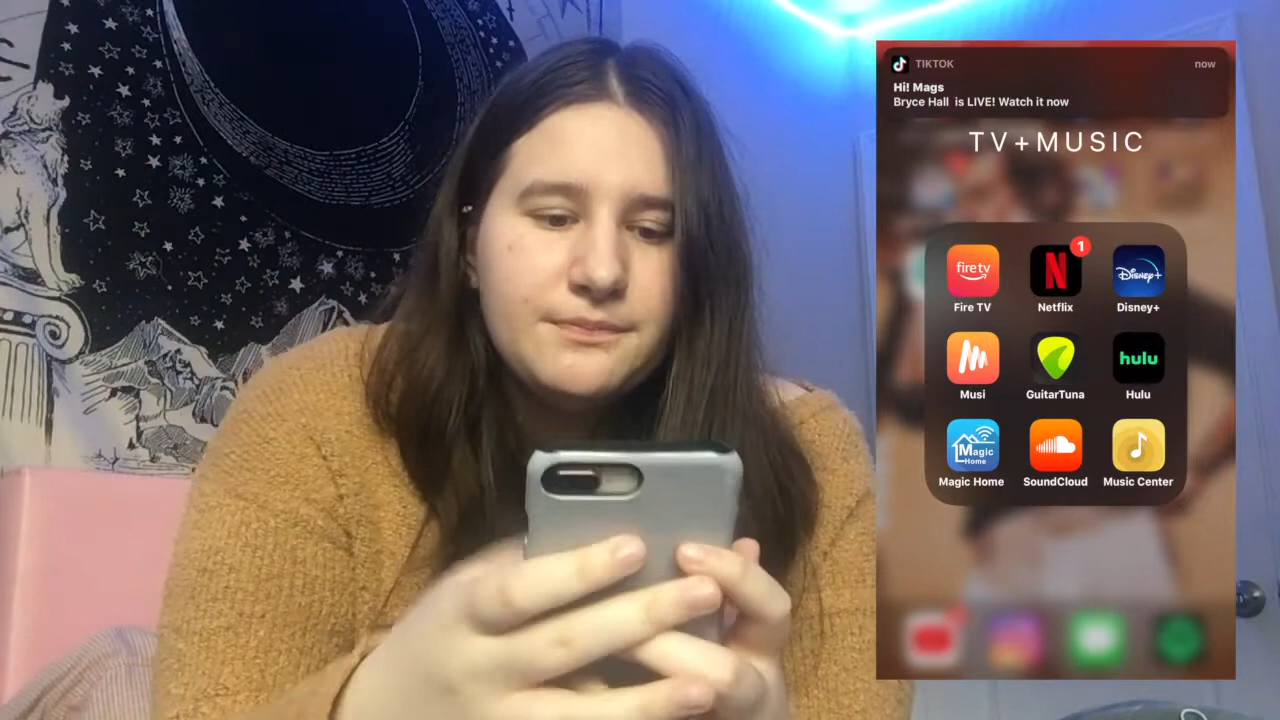 TIKTOK now
Hi! Mags
Bryce Hall is LIVE! Watch it now
TV+MUSIC
fire tv
N
1
Disney+
Fire TV
Netflix
Disney+
hulu
Musi
GuitarTuna
Hulu
Magic
Home
Magic Home
SoundCloud
Music Center